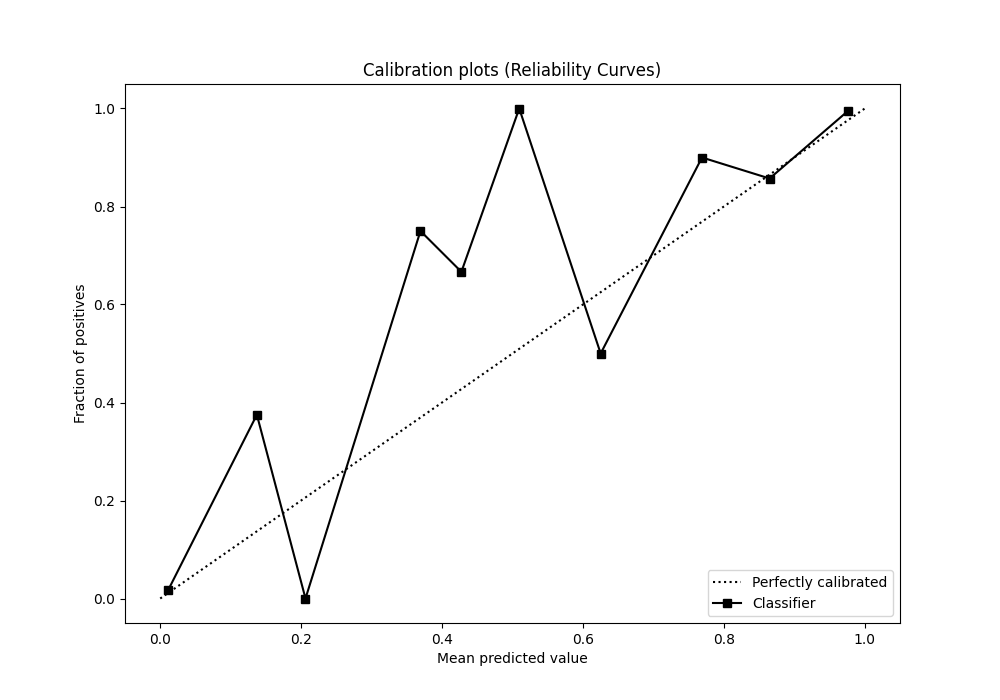 Calibration plots (Reliability Curves)
Fraction of positives
1.0
0.8
0.6
0.4
0.2
0.0
0.0 0.2 0.4 0.6 0.8 1.0
Mean predicted value
Perfectly calibrated
Classifier